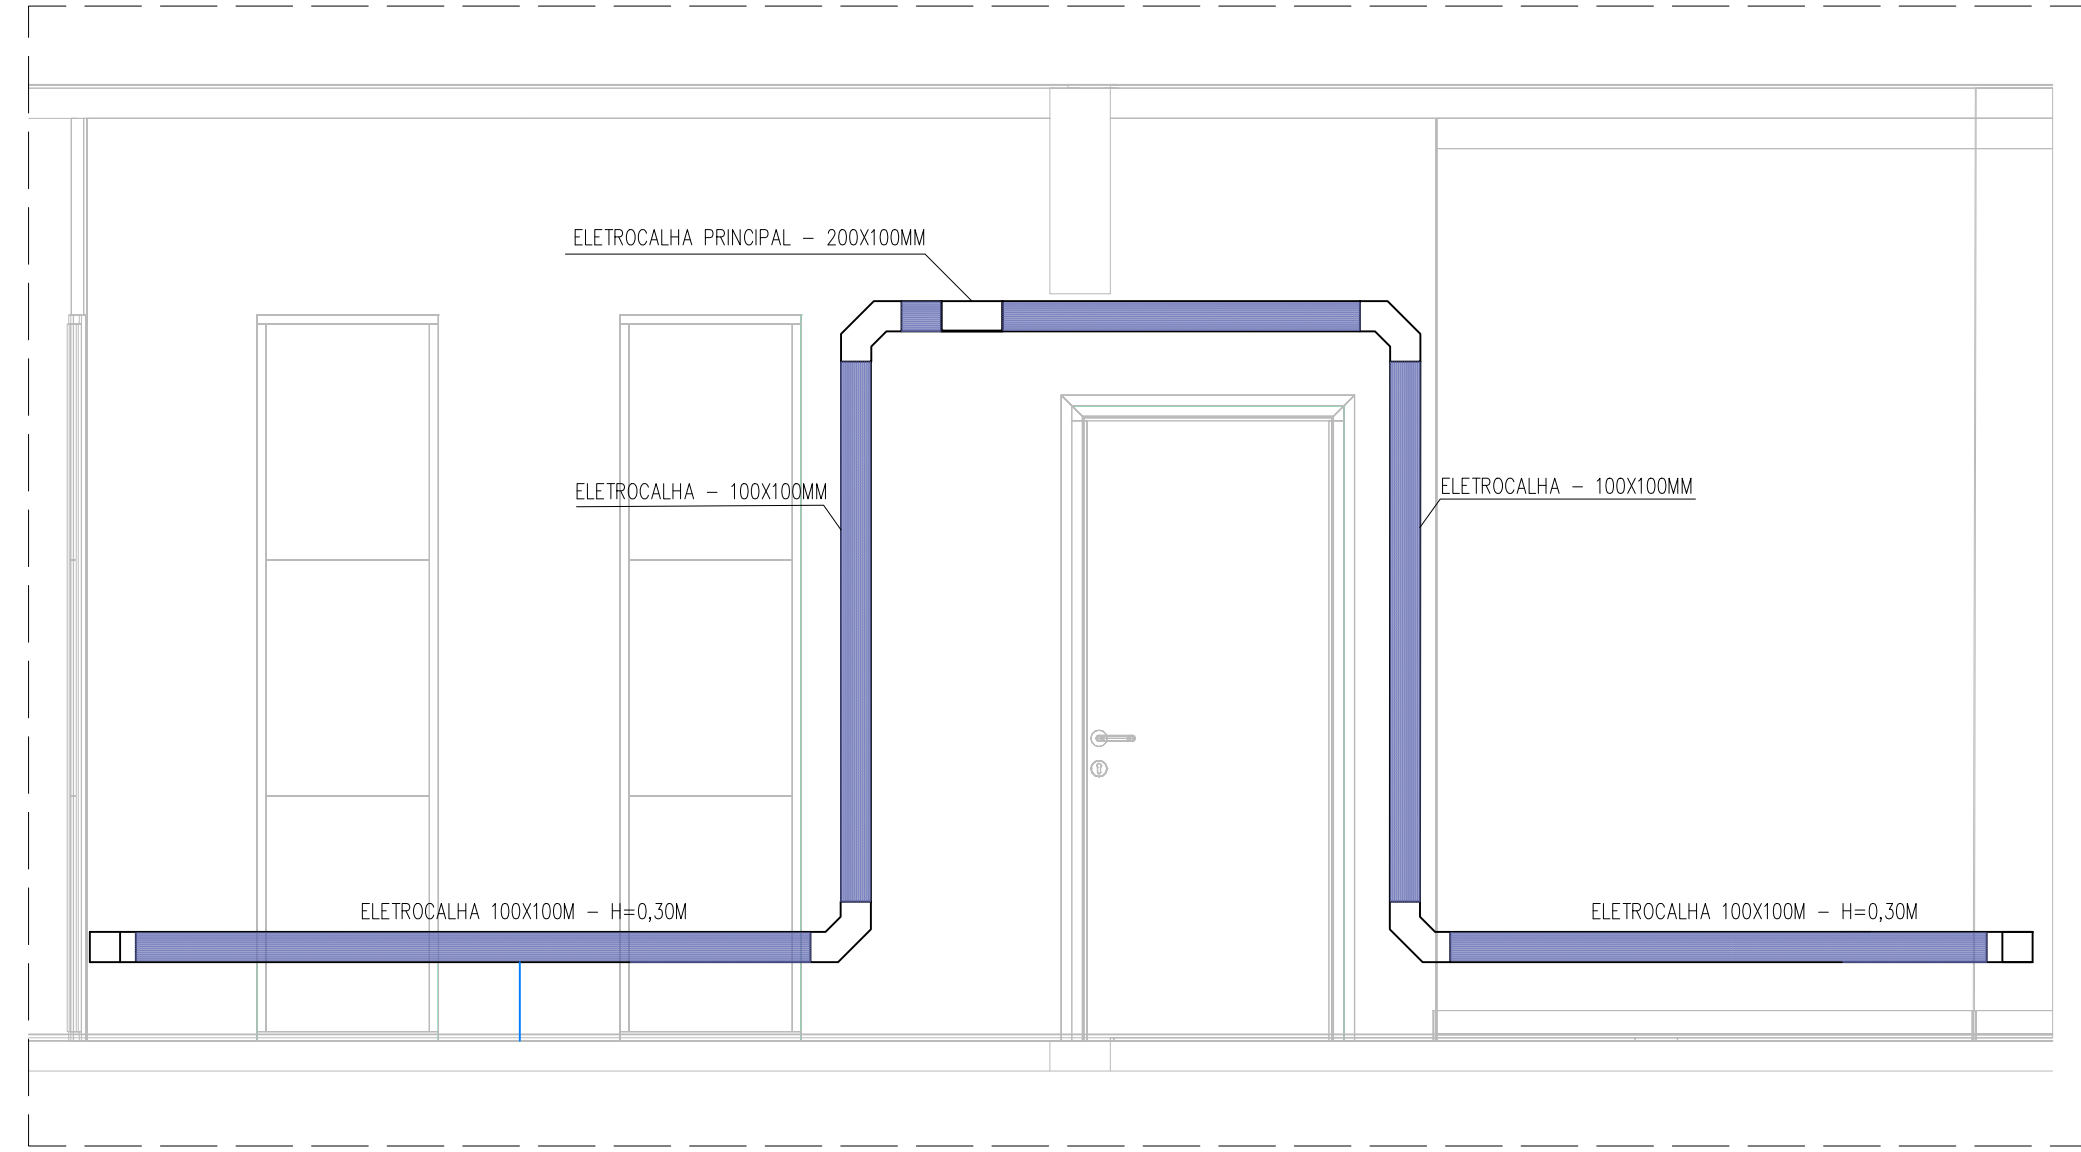 ELETROCALHA PRINCIPAL - 200X100MM
ELETROCALHA - 100X100MM
ELETROCALHA - 100X100MM
ELETROCALHA 100X100M - H=0,30M
ELETROCALHA 100X100M - H=0,30M